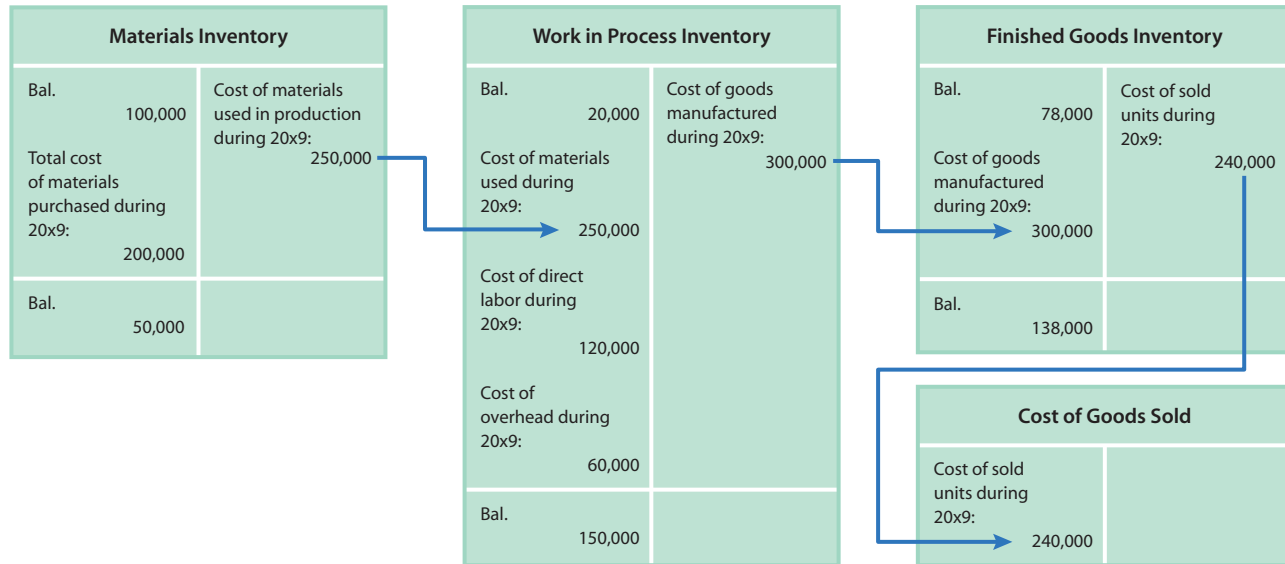 Materials Inventory
Bal.
100,000
Total cost
of materials
purchased during
20x9:
200,000
Cost of materials
used in production
during 20x9:
250,000
Bal.
50,000
Work in Process Inventory
Bal.
20,000
Cost of materials
used during
20x9:
250,000
Cost of direct
labor during
20x9:
120,000
Cost of
overhead during
20x9:
60,000
Cost of goods
manufactured
during 20x9:
300,000
Bal.
150,000
Finished Goods Inventory
Bal.
78,000
Cost of goods
manufactured
during 20x9:
300,000
Cost of sold
units during
20x9:
240,000
Bal.
138,000
Cost of Goods Sold
Cost of sold
units during
20x9:
240,000